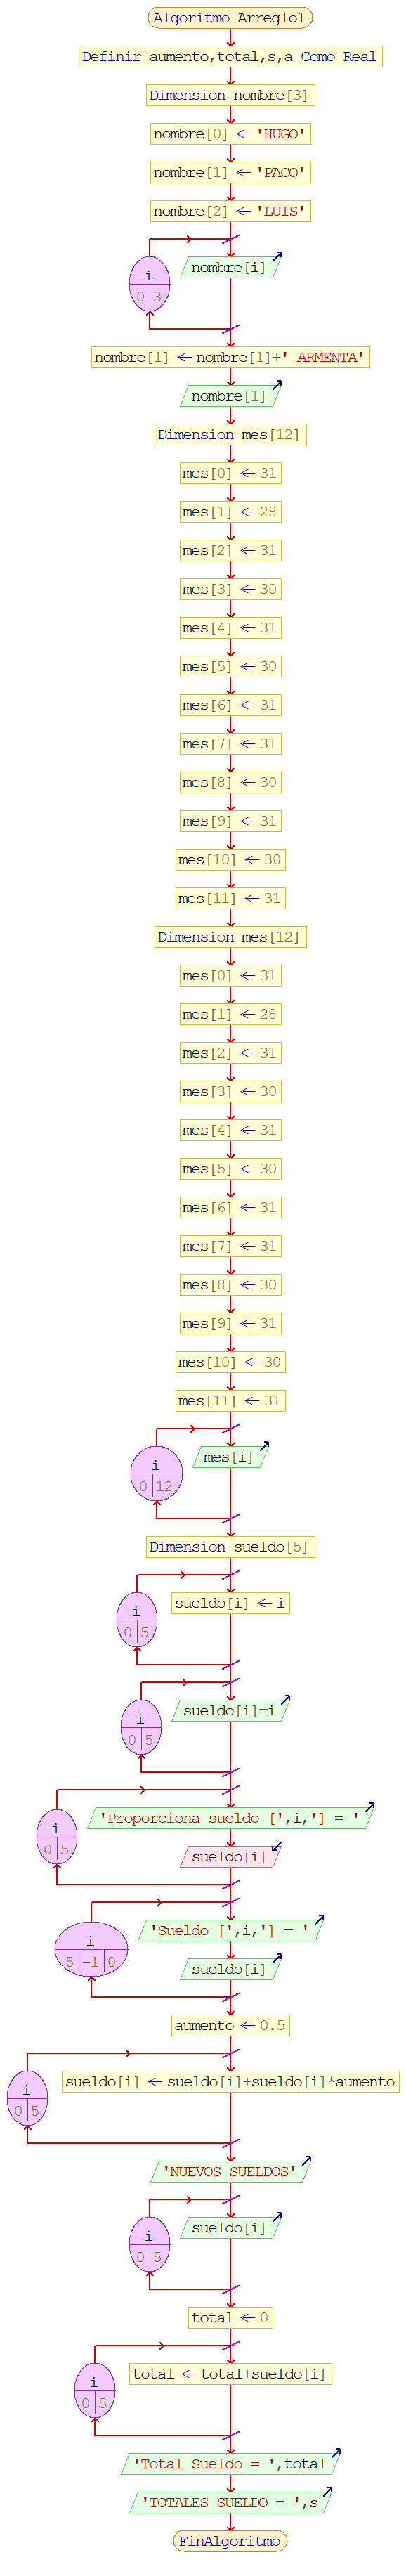 Algoritmo Arreglo1
Definir aumento,total,s,a Como Real
Dimension nombre[3]
nombre[0] ← 'HUGO'
nombre[1] ← 'PACO'
nombre[2] ← 'LUIS'
nombre[i]
i
0 3
nombre[1] ← nombre[1]+' ARMENTA'
nombre[1]
Dimension mes[12]
mes[0] ← 31
mes[1] ← 28
mes[2] ← 31
mes[3] ← 30
mes[4] ← 31
mes[5] ← 30
mes[6] ← 31
mes[7] ← 31
mes[8] ← 30
mes[9] ← 31
mes[10] ← 30
mes[11] ← 31
Dimension mes[12]
mes[0] ← 31
mes[1] ← 28
mes[2] ← 31
mes[3] ← 30
mes[4] ← 31
mes[5] ← 30
mes[6] ← 31
mes[7] ← 31
mes[8] ← 30
mes[9] ← 31
mes[10] ← 30
mes[11] ← 31
mes[i]
i
0 12
Dimension sueldo[5]
sueldo[i] ← i
i
0 5
sueldo[i]=i
i
0 5
'Proporciona sueldo [',i,'] = '
i
0 5
sueldo[i]
'Sueldo [',i,'] = '
i
5 -1 0
sueldo[i]
aumento ← 0.5
sueldo[i] ← sueldo[i]+sueldo[i]*aumento
i
0 5
'NUEVOS SUELDOS'
sueldo[i]
i
0 5
total ← 0
total ← total+sueldo[i]
i
0 5
'Total Sueldo = ',total
'TOTALES SUELDO = ',s
FinAlgoritmo